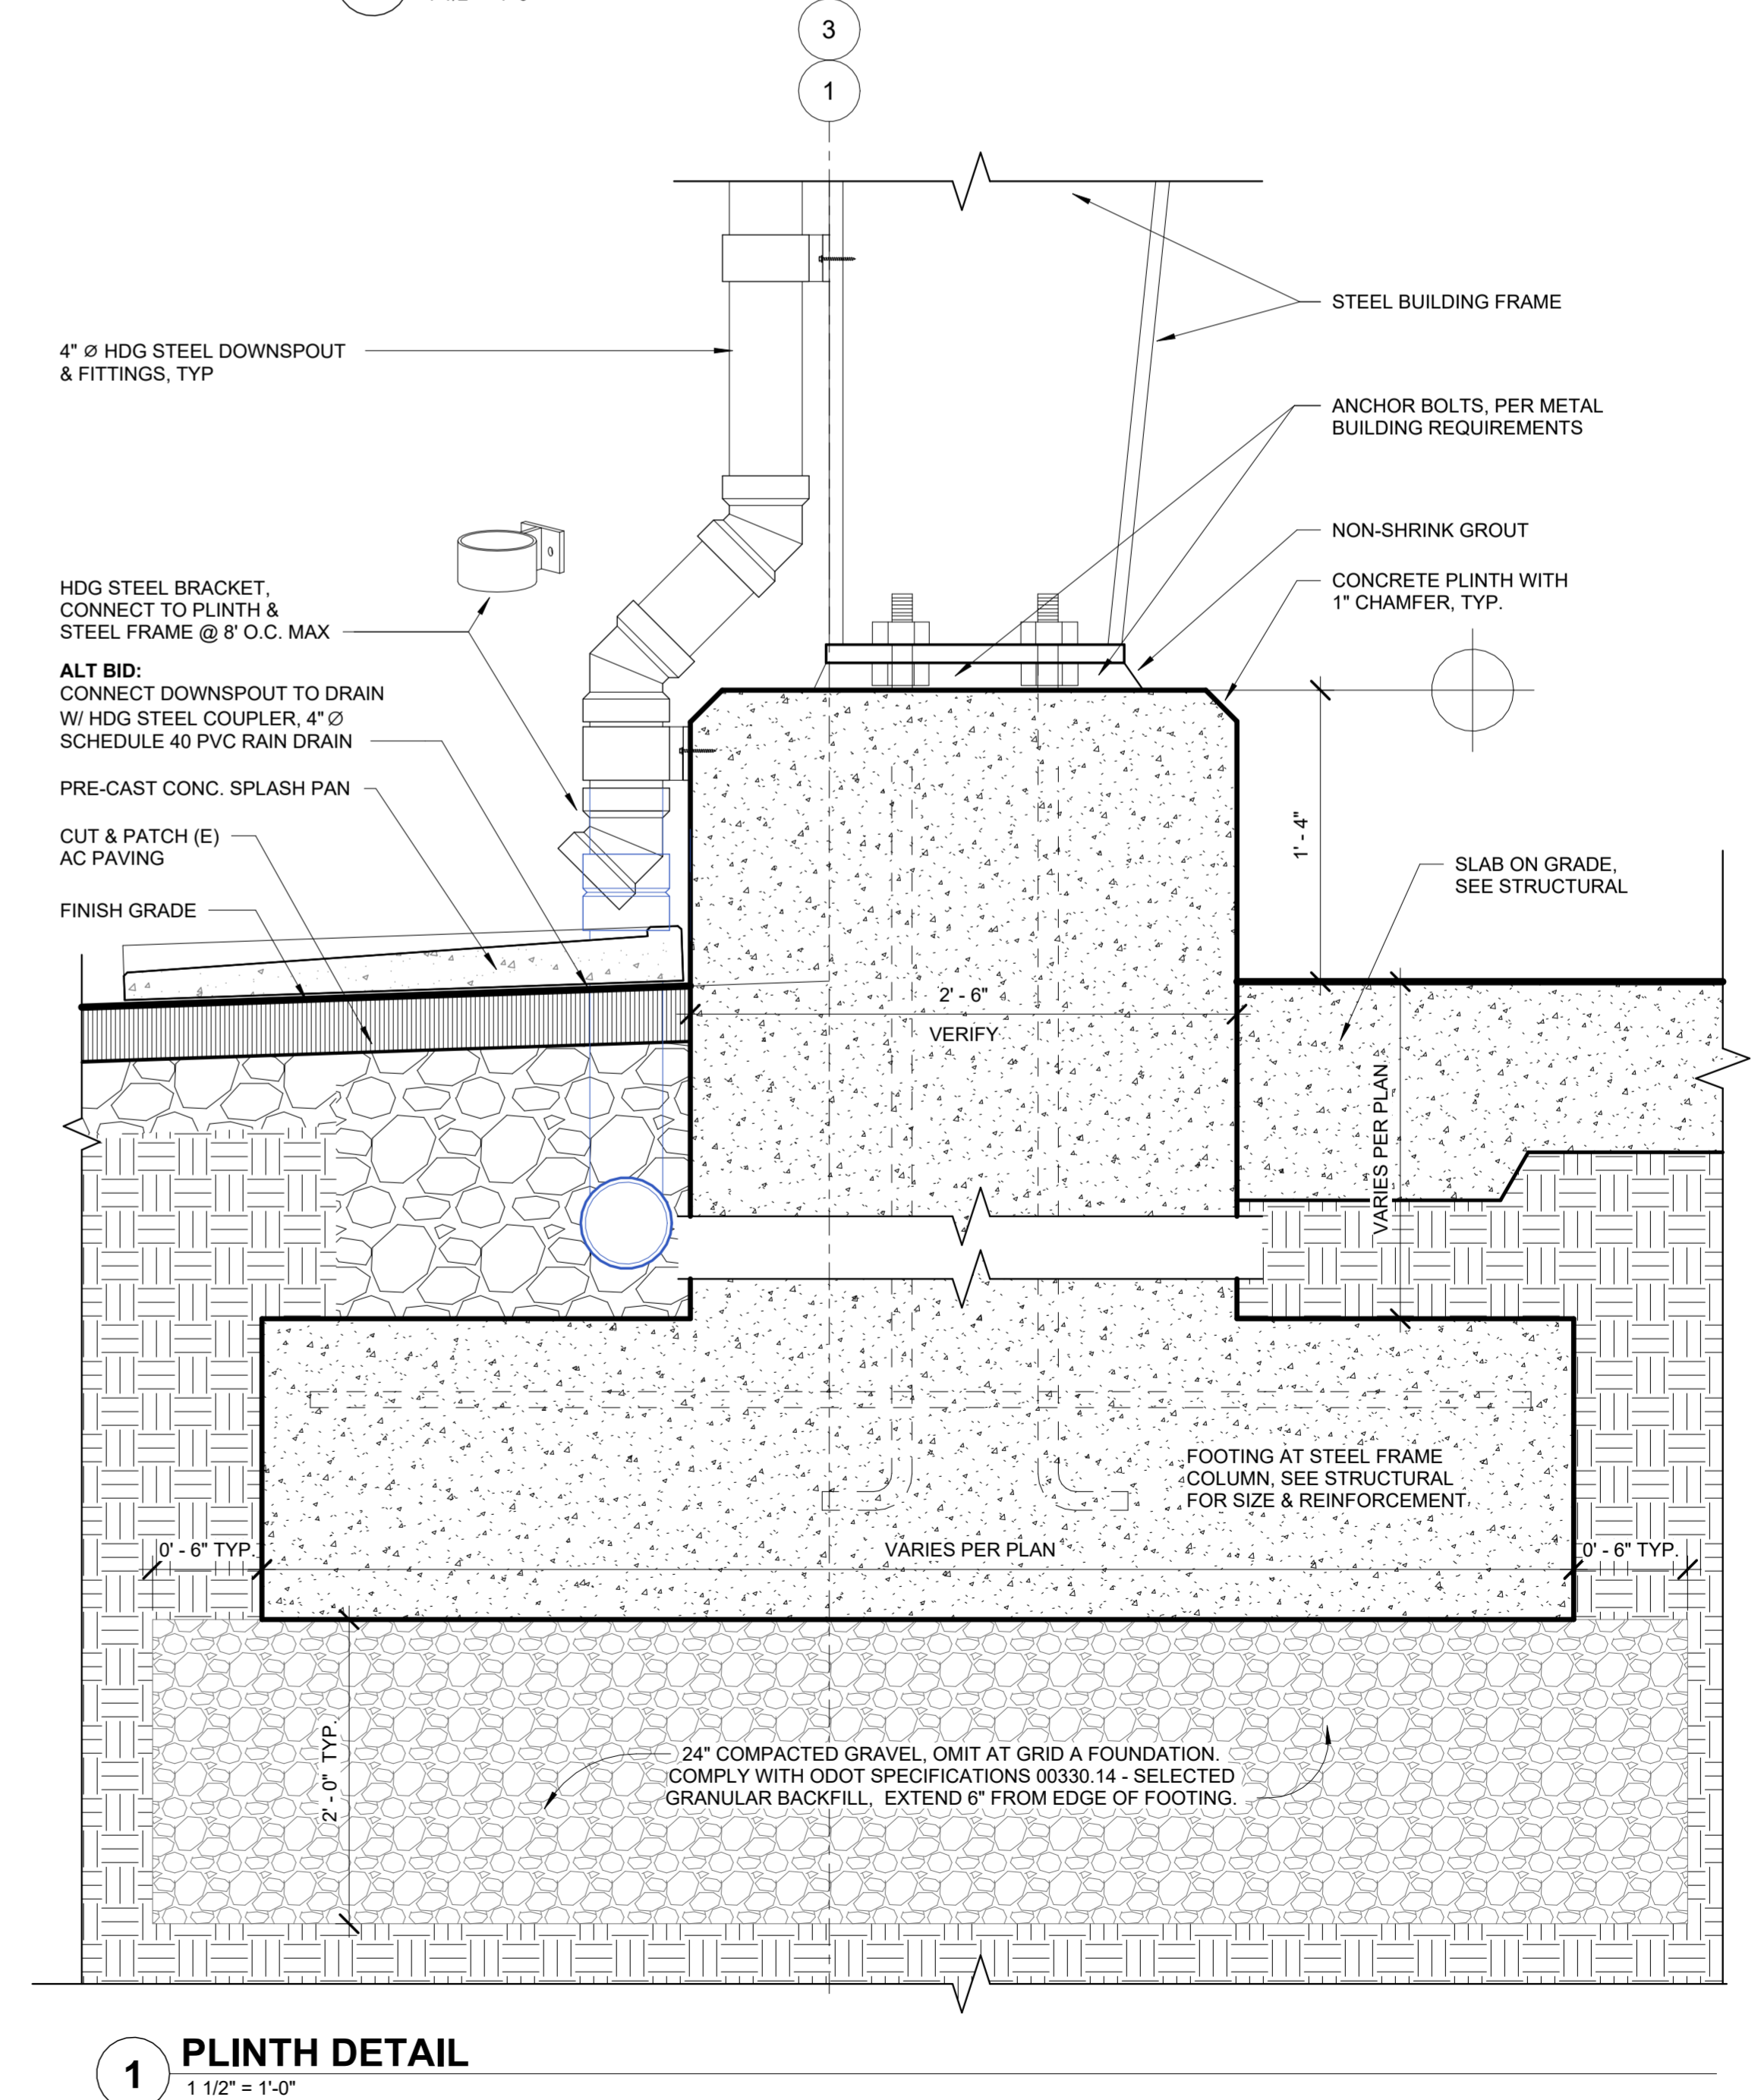 3
1
STEEL BUILDING FRAME
4" Ø HDG STEEL DOWNSPOUT
& FITTINGS, TYP
ANCHOR BOLTS, PER METAL
BUILDING REQUIREMENTS
NON-SHRINK GROUT
CONCRETE PLINTH WITH
1" CHAMFER, TYP.
HDG STEEL BRACKET,
CONNECT TO PLINTH &
STEEL FRAME @ 8' O.C. MAX
ALT BID:
CONNECT DOWNSPOUT TO DRAIN
W/ HDG STEEL COUPLER, 4" Ø
SCHEDULE 40 PVC RAIN DRAIN
PRE-CAST CONC. SPLASH PAN
CUT & PATCH (E)
AC PAVING
FINISH GRADE
1' - 4"
SLAB ON GRADE,
SEE STRUCTURAL
2' - 6"
VERIFY
VARIES PER PLAN
FOOTING AT STEEL FRAME
COLUMN, SEE STRUCTURAL
FOR SIZE & REINFORCEMENT
0' - 6" TYP.
VARIES PER PLAN
0' - 6" TYP.
2' - 0" TYP.
24" COMPACTED GRAVEL, OMIT AT GRID A FOUNDATION.
COMPLY WITH ODOT SPECIFICATIONS 00330.14 - SELECTED
GRANULAR BACKFILL, EXTEND 6" FROM EDGE OF FOOTING.
1
PLINTH DETAIL
1 1/2" = 1'-0"